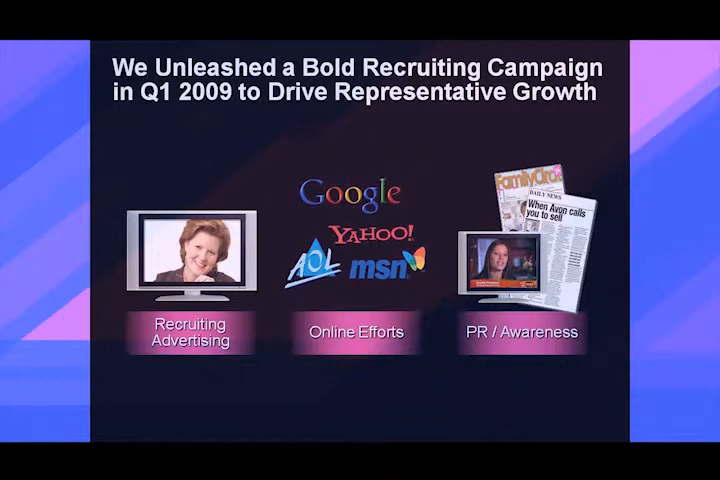 We Unleashed a Bold Recruiting Campaign
in Q1 2009 to Drive Representative Growth
Google
YAHOO!
AOL
msn
FamilyCircle
DAILY NEWS
When Avon calls
you to sell
Recruiting
Advertising
Online Efforts
PR / Awareness